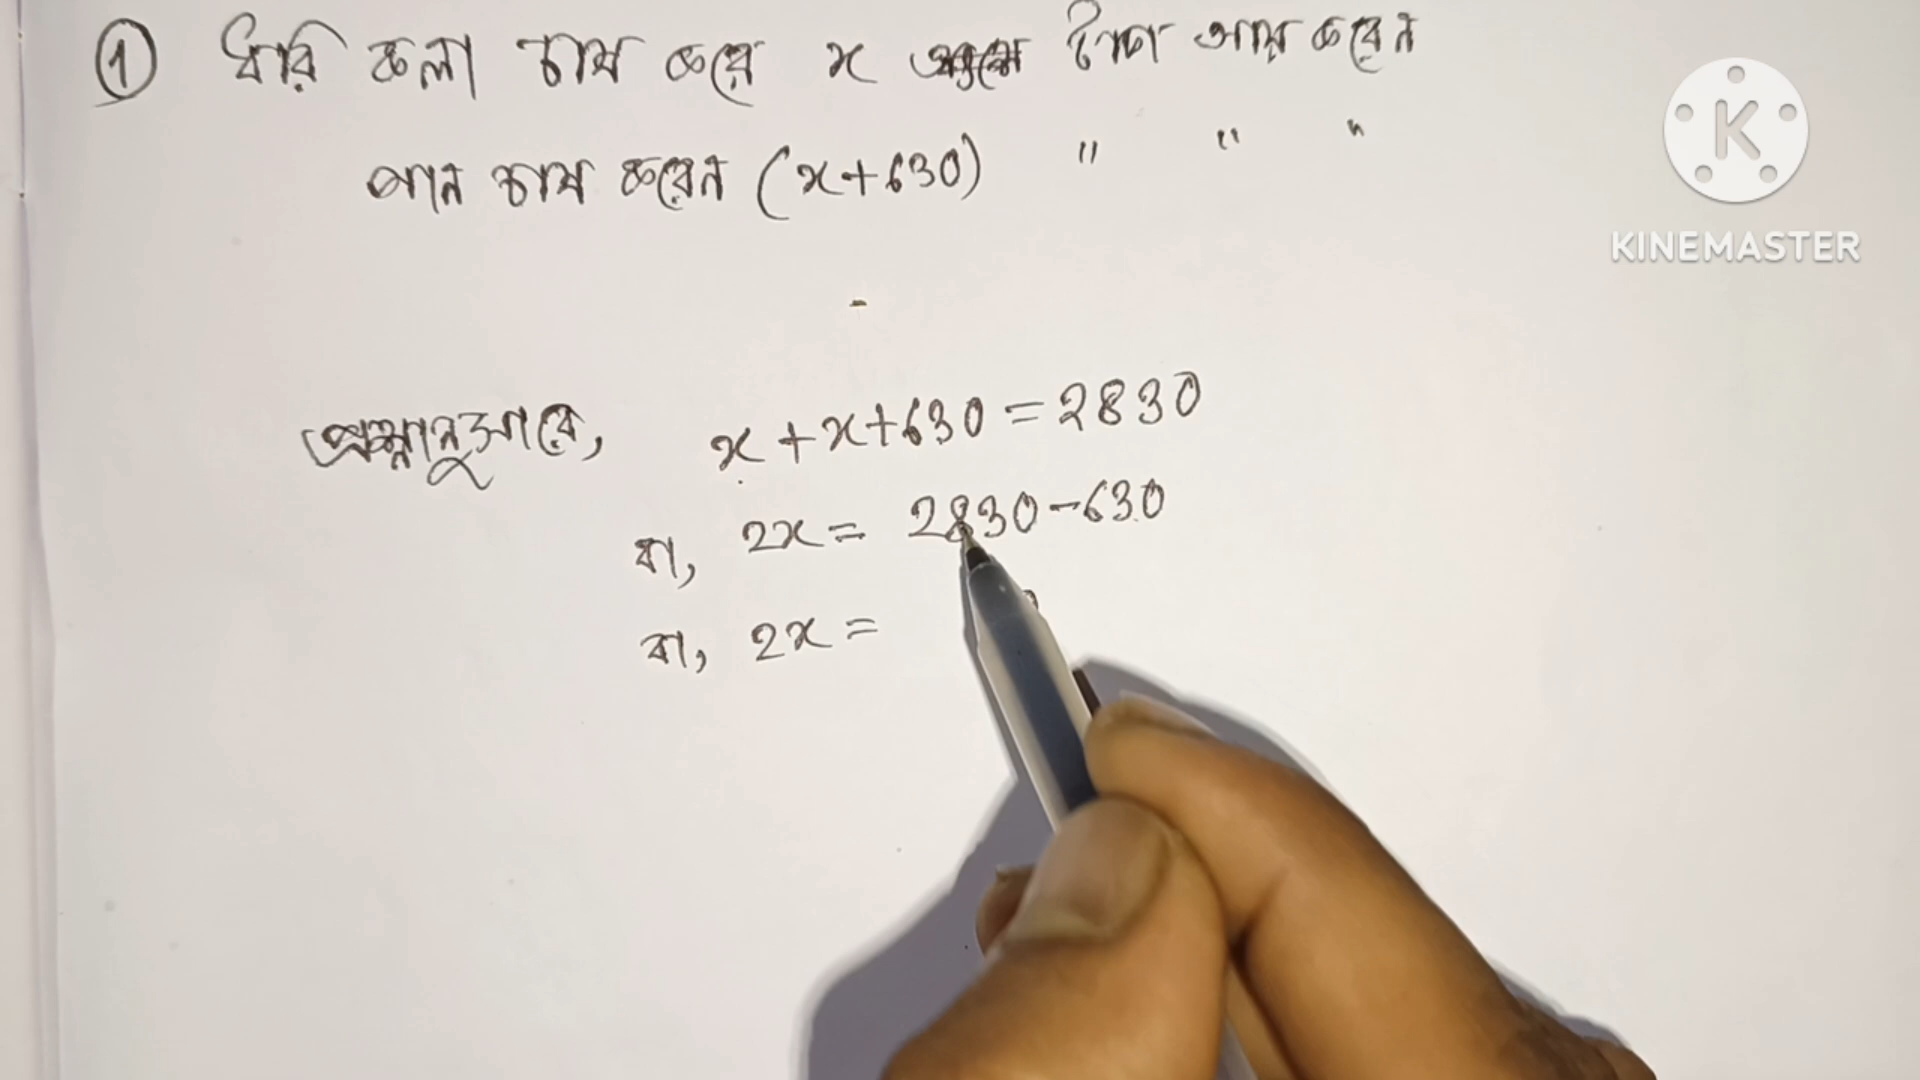 ① ধরি কলা চাষ করে x টাকা আয় করেন
পান চাষ করেন (x+630) " " "
প্রশ্নানুসারে, x+x+630=2830
বা, 2x= 2830-630
বা, 2x=
K
KINEMASTER